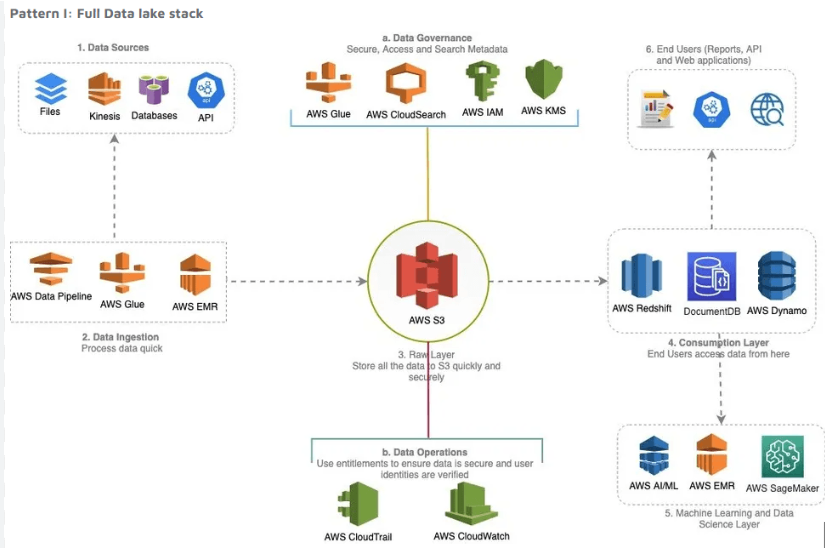 Pattern I: Full Data lake stack
1. Data Sources
Files
Kinesis
Databases
api
API
a. Data Governance
Secure, Access and Search Metadata
AWS Glue
AWS CloudSearch
AWS IAM
AWS KMS
6. End Users (Reports, API
and Web applications)
api
AWS Data Pipeline
AWS Glue
AWS EMR
2. Data Ingestion
Process data quick
AWS S3
3. Raw Layer
Store all the data to S3 quickly and
securely
AWS Redshift
DocumentDB
AWS Dynamo
4. Consumption Layer
End Users access data from here
b. Data Operations
Use entitlements to ensure data is secure and user
identities are verified
AWS CloudTrail
AWS CloudWatch
AWS AI/ML
AWS EMR
AWS SageMaker
5. Machine Learning and Data
Science Layer